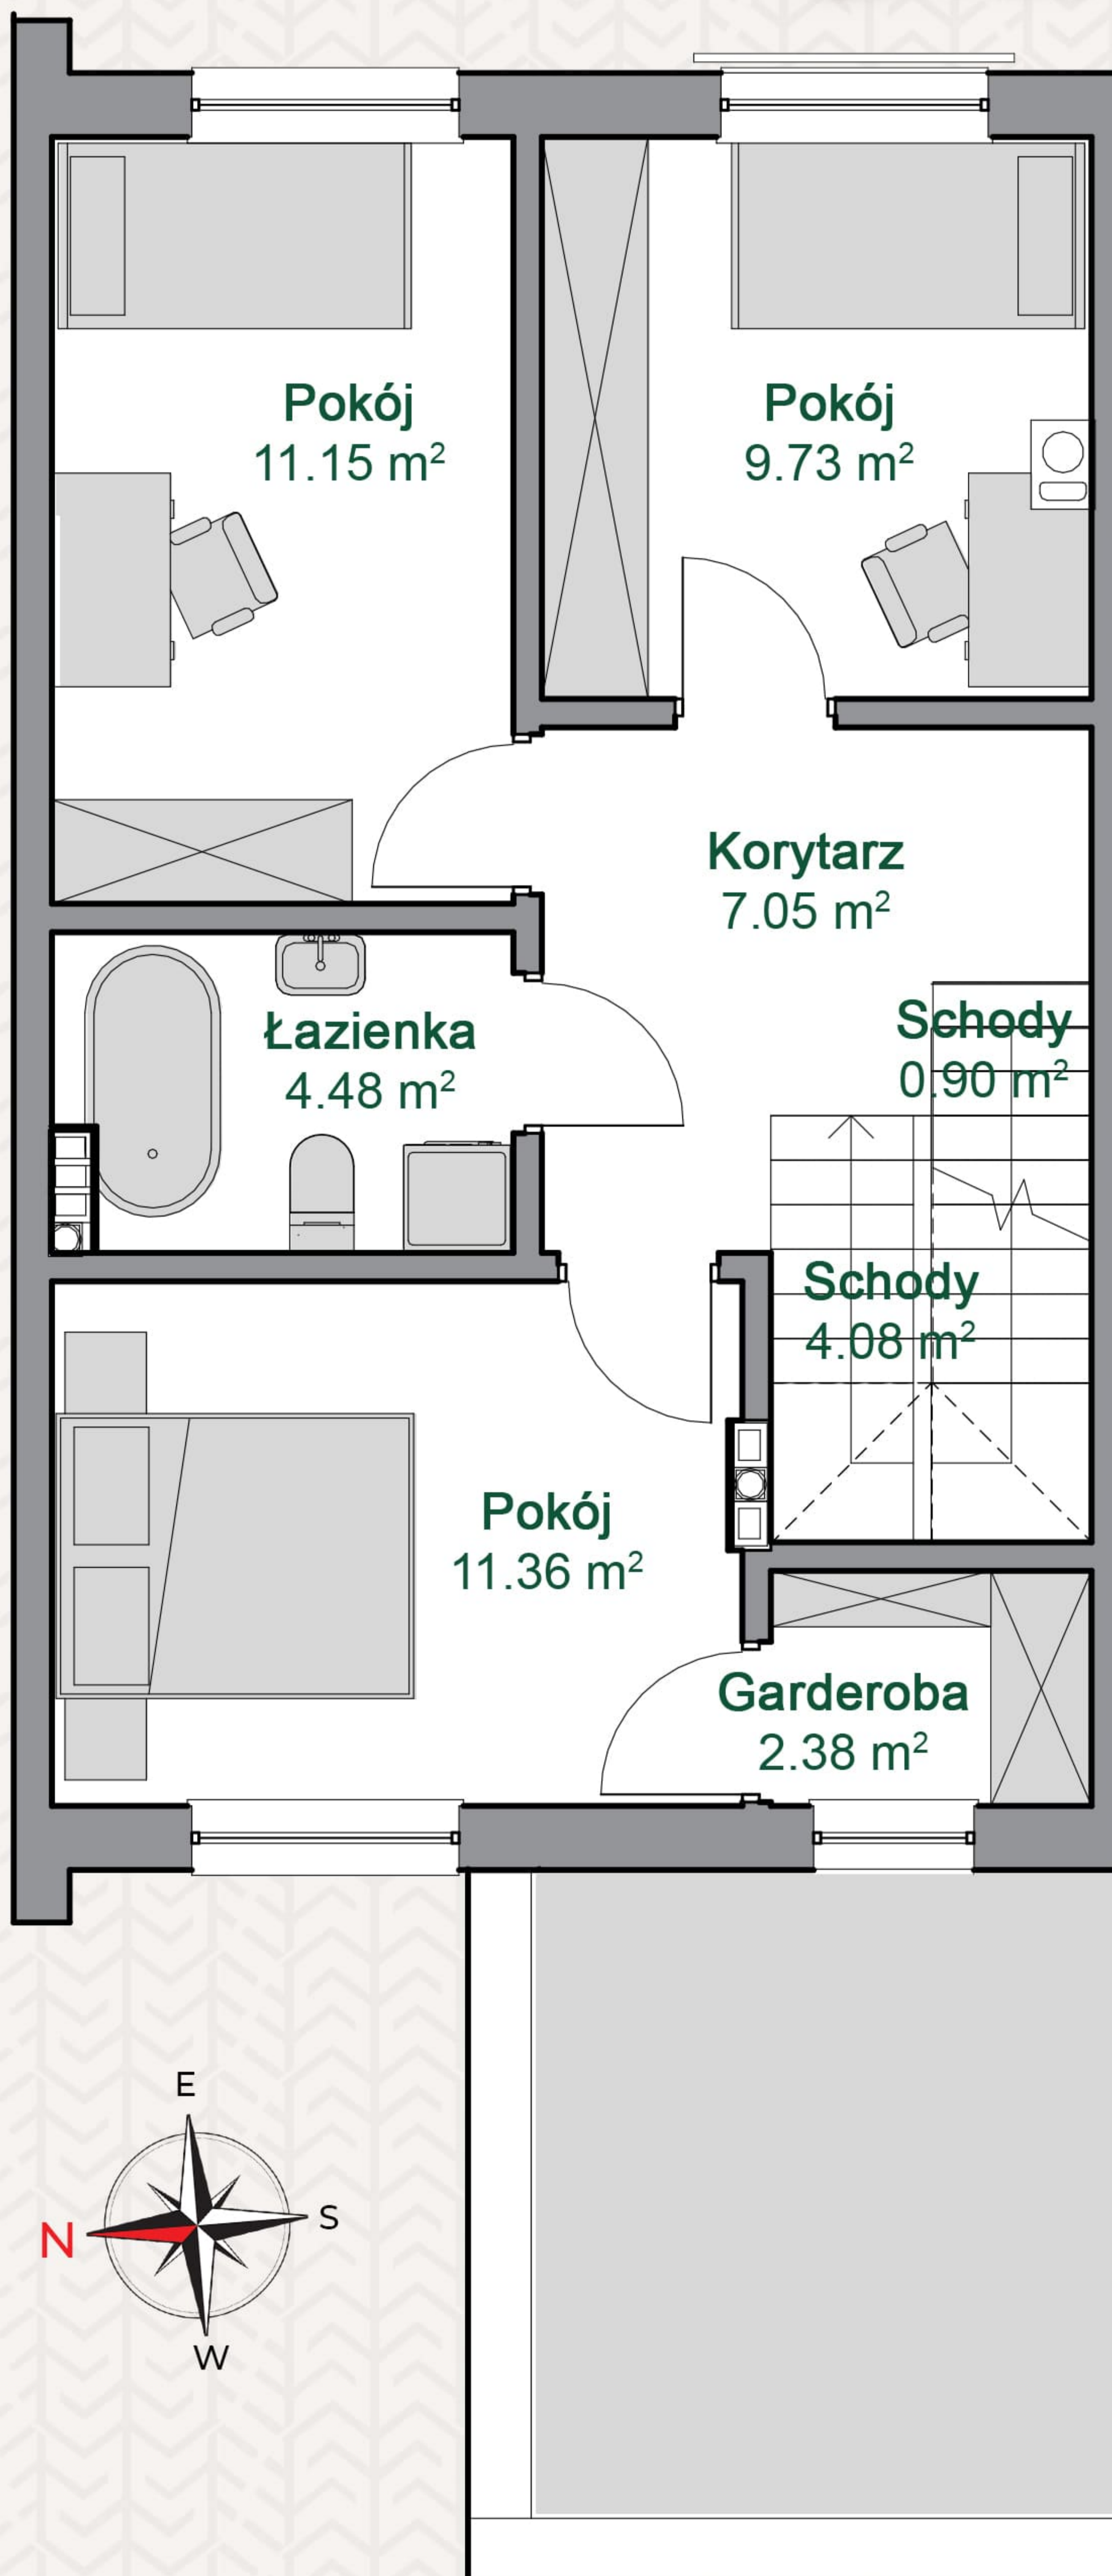 Pokój
11.15 m²
Pokój
9.73 m²
Korytarz
7.05 m²
Schody
0.90 m²
Łazienka
4.48 m²
Schody
4.08 m²
Pokój
11.36 m²
Garderoba
2.38 m²
E
N
S
W